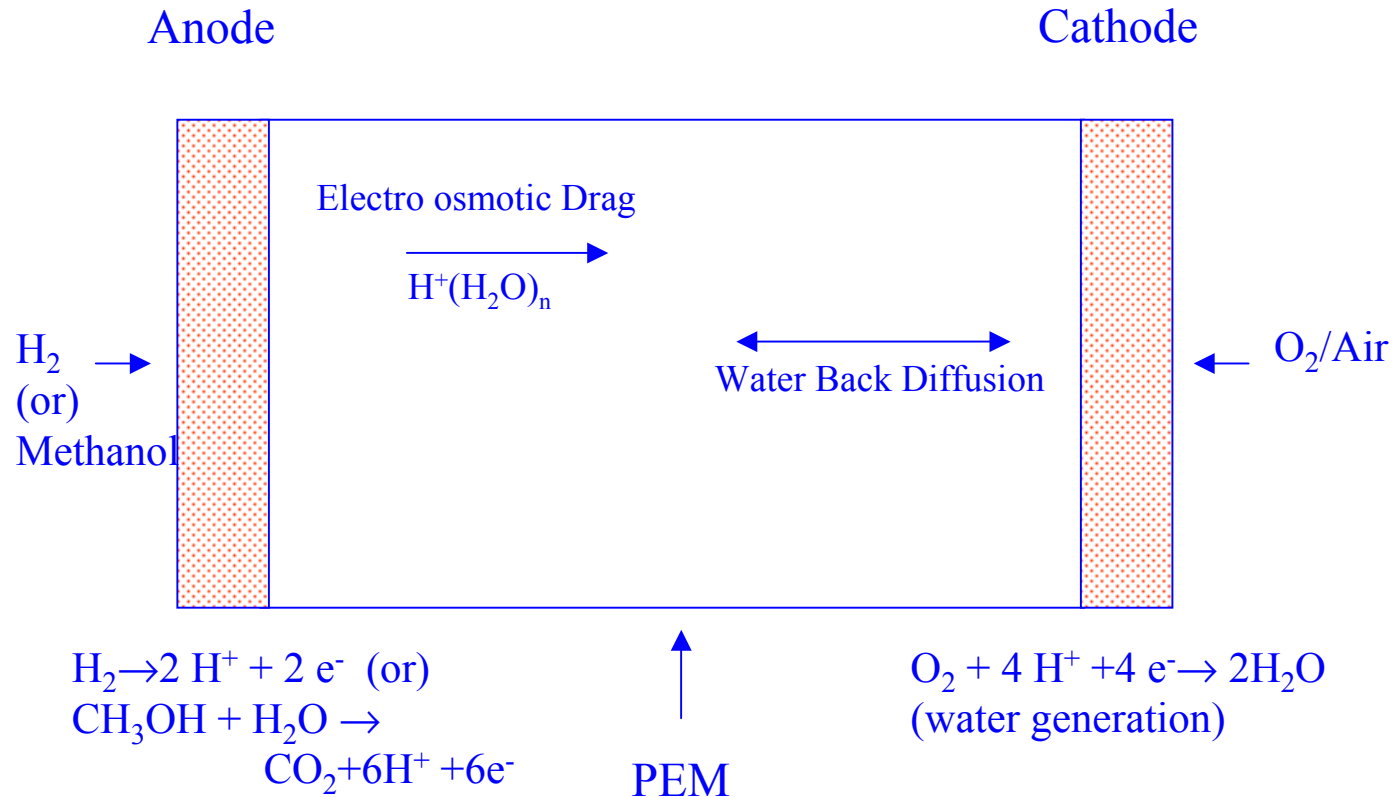 Anode
Cathode
Electro osmotic Drag
H⁺(H₂O)ₙ
H₂
(or)
Methanol
Water Back Diffusion
O₂/Air
H₂→2 H⁺ + 2 e⁻ (or)
CH₃OH + H₂O →
CO₂+6H⁺ +6e⁻
PEM
O₂ + 4 H⁺ +4 e⁻→ 2H₂O
(water generation)